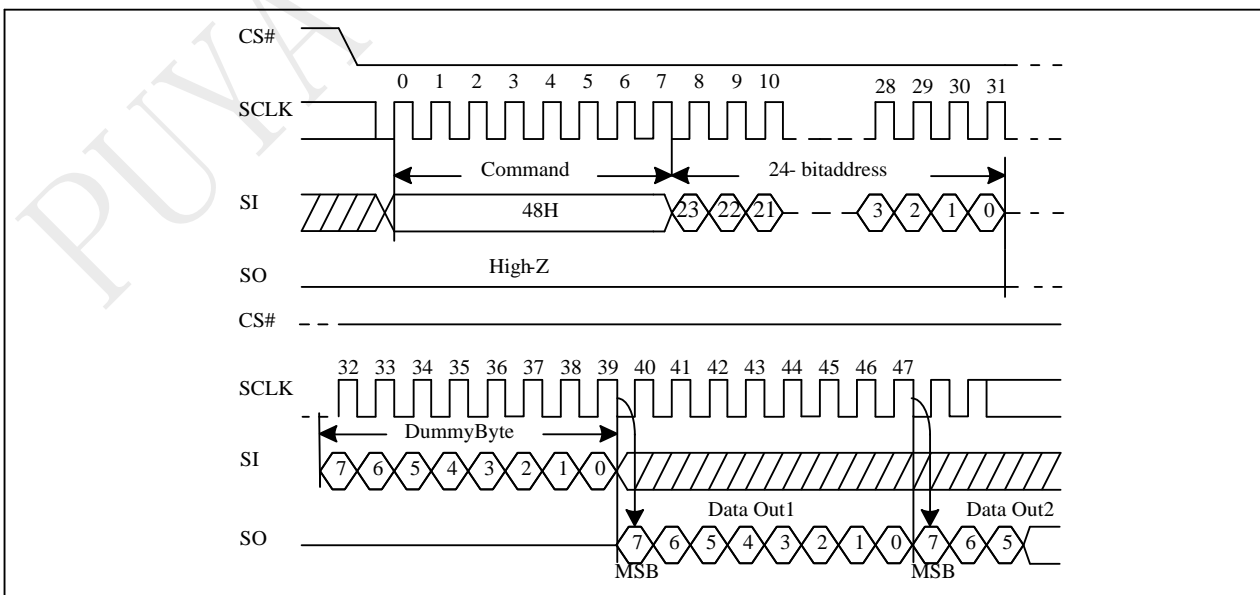 PUYA
CS#
0 1 2 3 4 5 6 7 8 9 10 28 29 30 31
SCLK
Command 24- bitaddress
SI 48H 23 22 21 3 2 1 0
SO High-Z
CS#
32 33 34 35 36 37 38 39 40 41 42 43 44 45 46 47
SCLK
DummyByte
SI 7 6 5 4 3 2 1 0
Data Out1 Data Out2
SO 7 6 5 4 3 2 1 0 7 6 5
MSB MSB